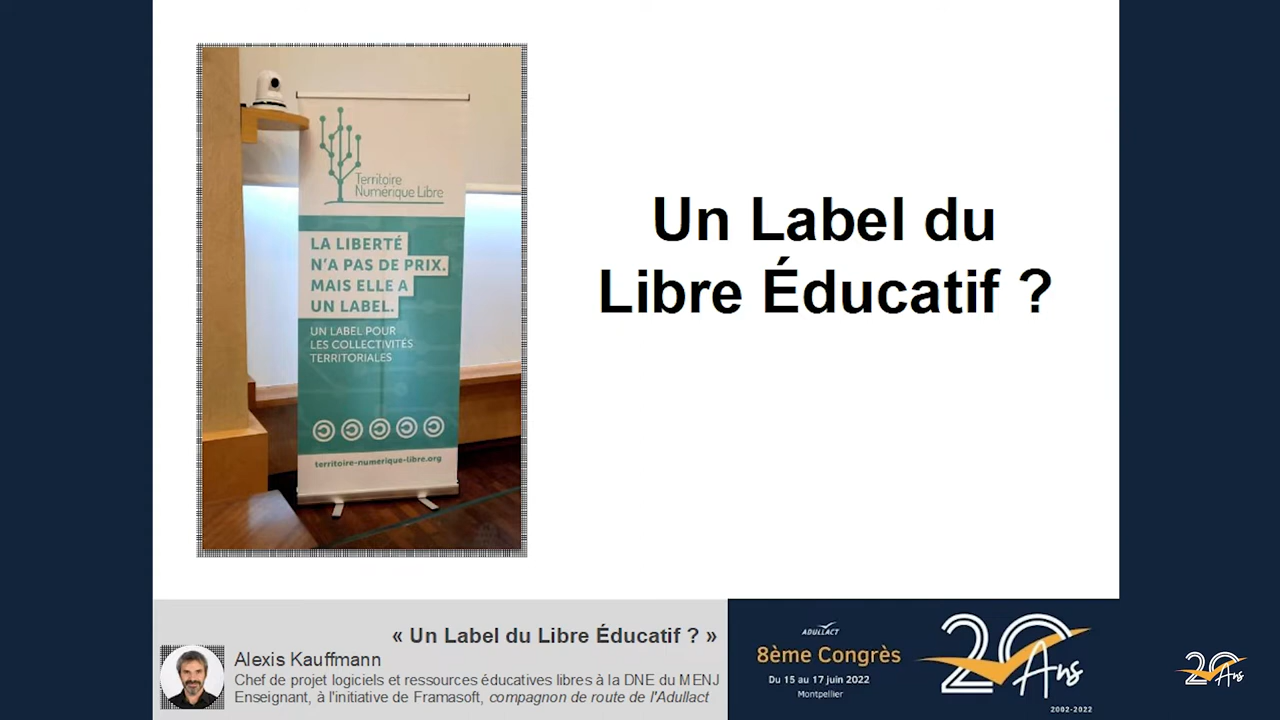 Territoire
Numérique Libre
LA LIBERTÉ
N'A PAS DE PRIX.
MAIS ELLE A
UN LABEL.
UN LABEL POUR
LES COLLECTIVITÉS
TERRITORIALES
territoire-numerique-libre.org
Un Label du
Libre Éducatif ?
« Un Label du Libre Éducatif ? »
Alexis Kauffmann
Chef de projet logiciels et ressources éducatives libres à la DNE du MENJ
Enseignant, à l'initiative de Framasoft, compagnon de route de l'Adullact
ADULLACT
8ème Congrès
Du 15 au 17 juin 2022
Montpellier
20 Ans
2002-2022
20 Ans